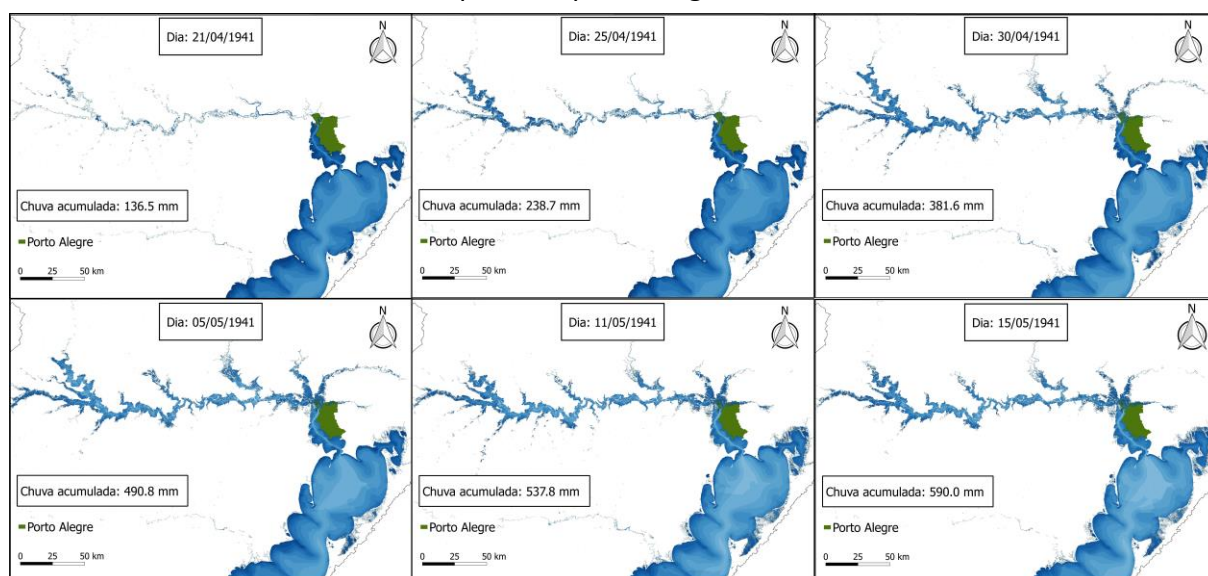 Dia: 21/04/1941
N
Chuva acumulada: 136.5 mm
Porto Alegre
0 25 50 km
Dia: 25/04/1941
N
Chuva acumulada: 238.7 mm
Porto Alegre
0 25 50 km
Dia: 30/04/1941
N
Chuva acumulada: 381.6 mm
Porto Alegre
0 25 50 km
Dia: 05/05/1941
N
Chuva acumulada: 490.8 mm
Porto Alegre
0 25 50 km
Dia: 11/05/1941
N
Chuva acumulada: 537.8 mm
Porto Alegre
0 25 50 km
Dia: 15/05/1941
N
Chuva acumulada: 590.0 mm
Porto Alegre
0 25 50 km